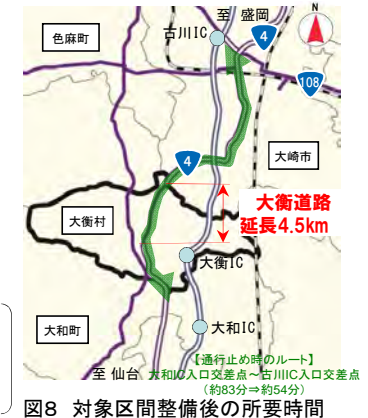 至 盛岡
古川IC
4
N
色麻町
108
大崎市
4
大衡道路
延長4.5km
大衡村
大衡IC
大和町
大和IC
【通行止め時のルート】
至 仙台
大和IC入口交差点～古川IC入口交差点
（約83分⇒約54分）
図8 対象区間整備後の所要時間